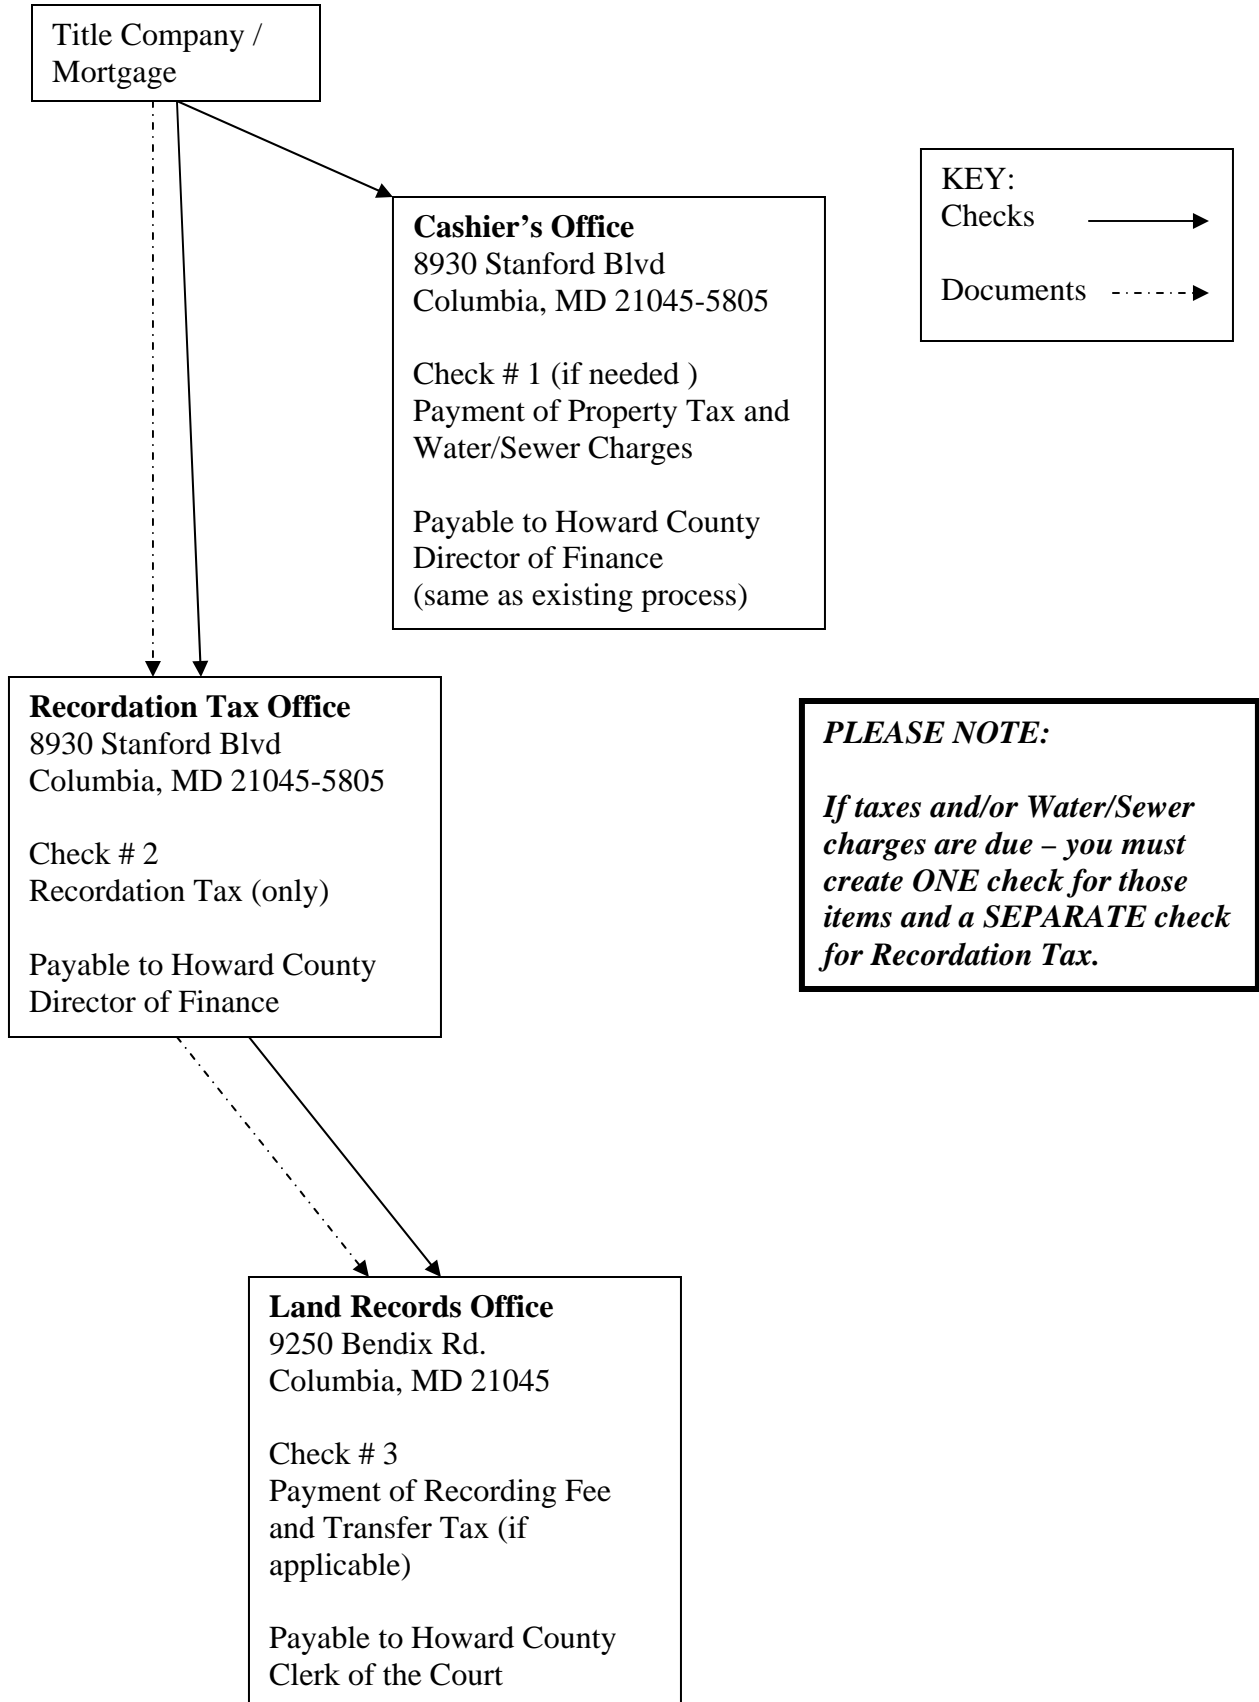 Title Company /
Mortgage
KEY:
Checks
Documents
Cashier’s Office
8930 Stanford Blvd
Columbia, MD 21045-5805
Check # 1 (if needed )
Payment of Property Tax and
Water/Sewer Charges
Payable to Howard County
Director of Finance
(same as existing process)
Recordation Tax Office
8930 Stanford Blvd
Columbia, MD 21045-5805
Check # 2
Recordation Tax (only)
Payable to Howard County
Director of Finance
PLEASE NOTE:
If taxes and/or Water/Sewer
charges are due – you must
create ONE check for those
items and a SEPARATE check
for Recordation Tax.
Land Records Office
9250 Bendix Rd.
Columbia, MD 21045
Check # 3
Payment of Recording Fee
and Transfer Tax (if
applicable)
Payable to Howard County
Clerk of the Court